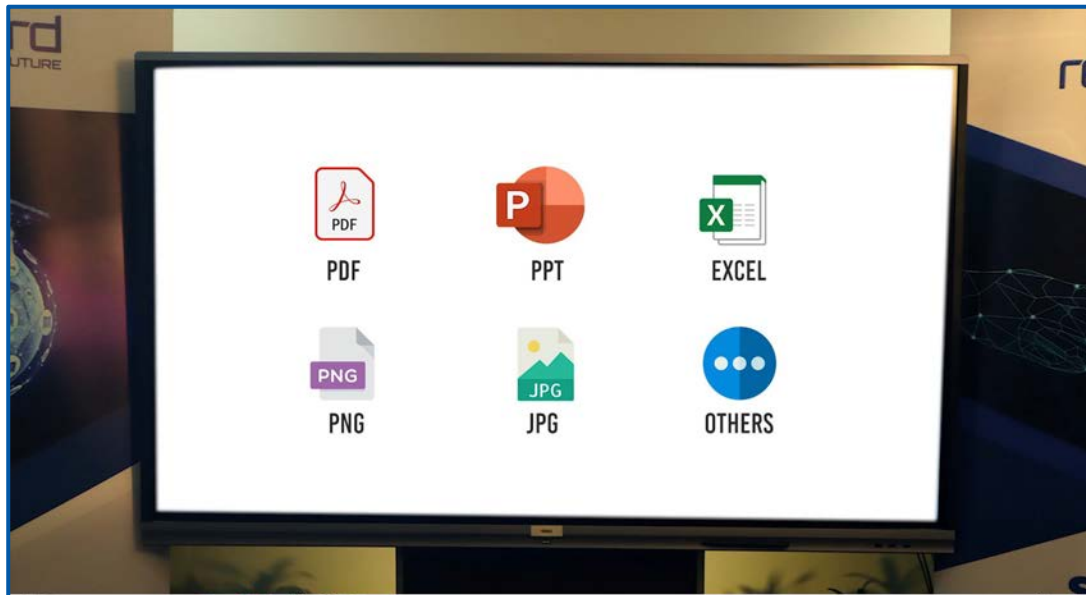 rd
UTURE
PDF
PDF
P
PPT
X
EXCEL
PNG
PNG
JPG
JPG
OTHERS